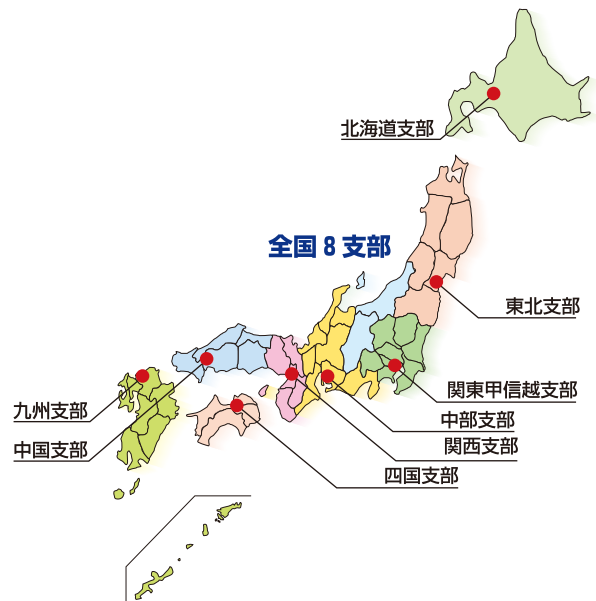 北海道支部
全国8支部
東北支部
関東甲信越支部
九州支部
中部支部
中国支部
関西支部
四国支部